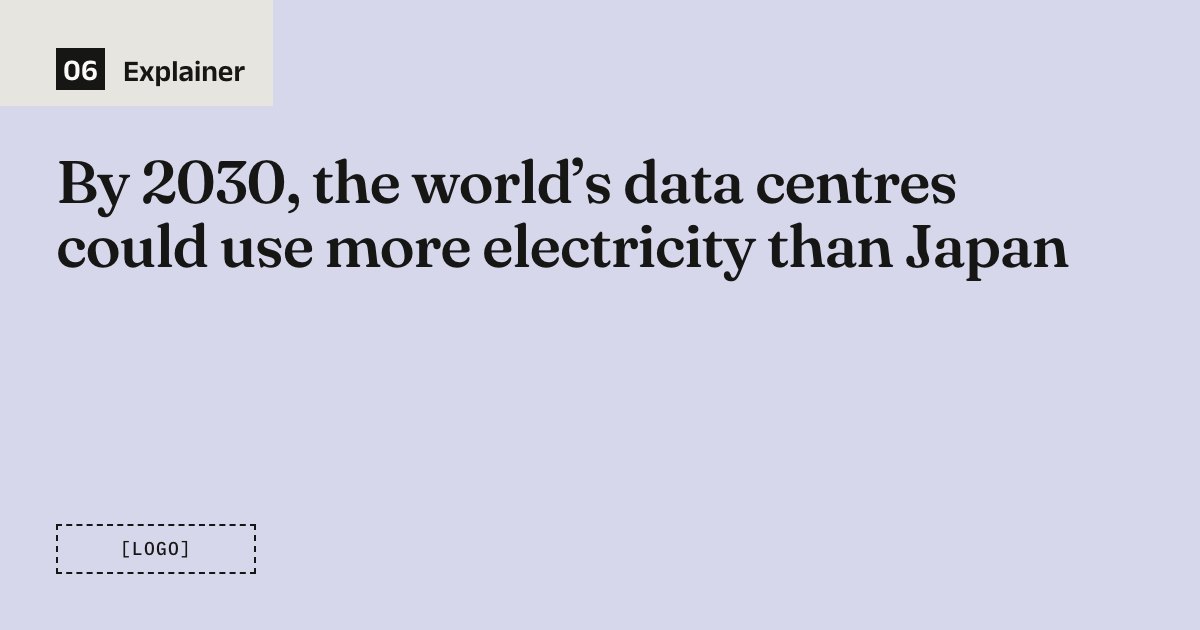 06 Explainer
By 2030, the world’s data centres
could use more electricity than Japan
[LOGO]